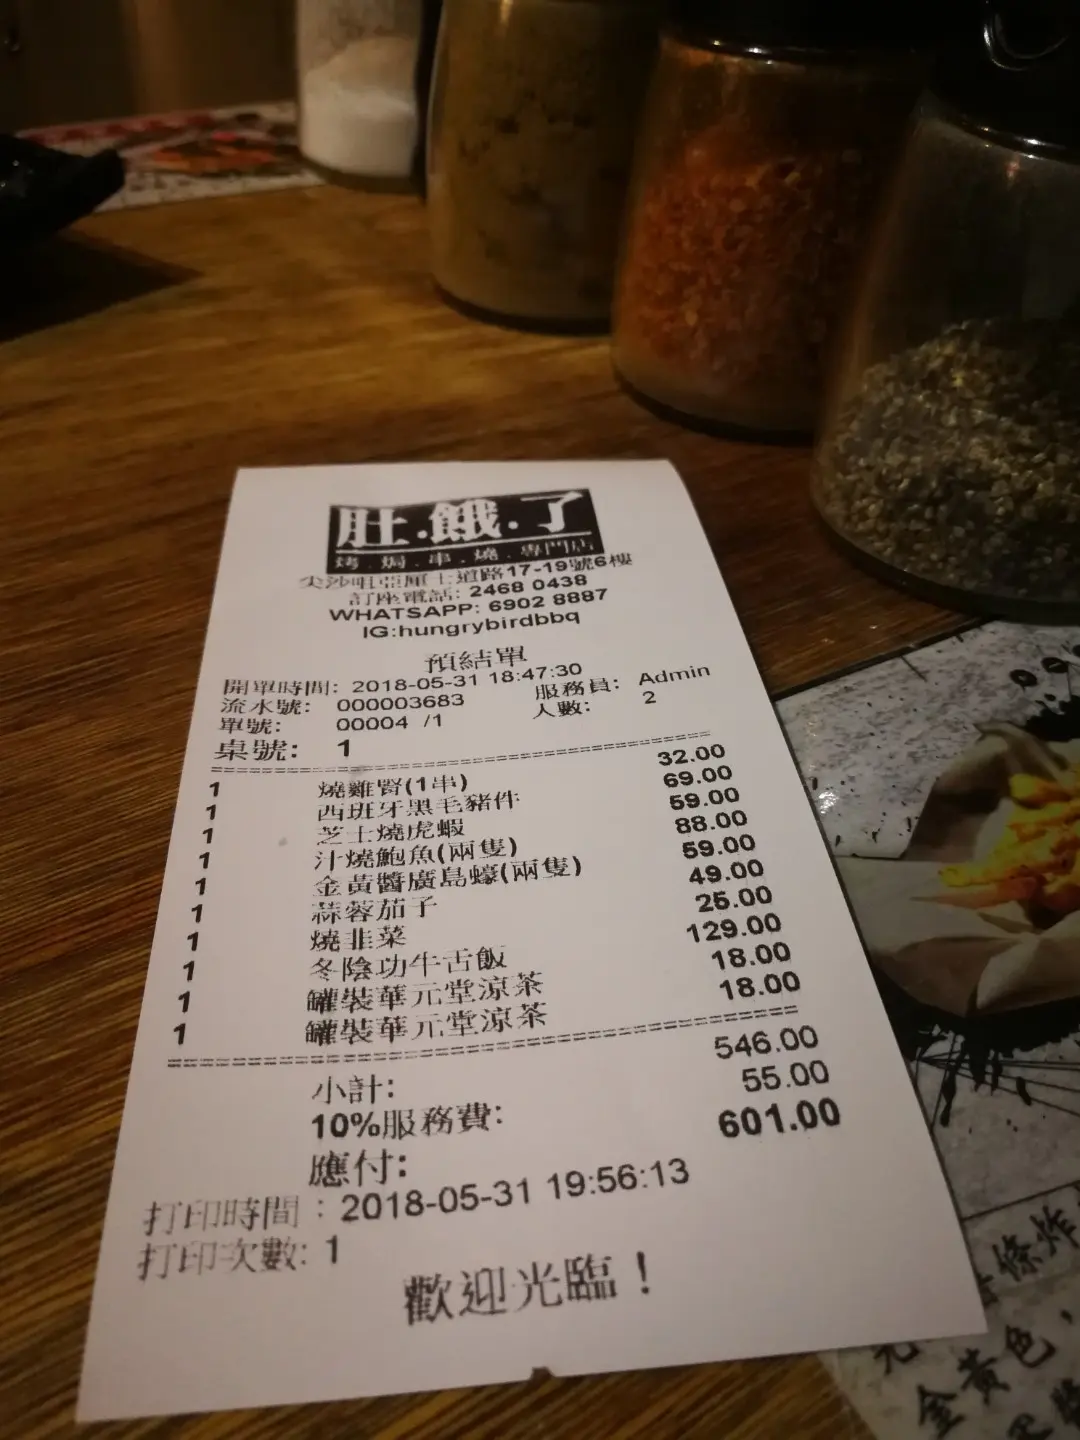 肚.餓.了
烤.焗.串.燒.專門店
尖沙咀亞厘士道路17-19號6樓
訂座電話: 2468 0438
WHATSAPP: 6902 8887
IG:hungrybirdbbq
預結單
開單時間: 2018-05-31 18:47:30
流水號: 000003683 服務員: Admin
單號: 00004 /1 人數: 2
桌號: 1
1 燒雞腎(1串) 32.00
1 西班牙黑毛豬件 69.00
1 芝士燒虎蝦 59.00
1 汁燒鮑魚(兩隻) 88.00
1 金黃醬廣島蠔(兩隻) 59.00
1 蒜蓉茄子 49.00
1 燒韭菜 25.00
1 冬陰功牛舌飯 129.00
1 罐裝華元堂涼茶 18.00
1 罐裝華元堂涼茶 18.00
小計: 546.00
10%服務費: 55.00
應付: 601.00
打印時間: 2018-05-31 19:56:13
打印次數: 1
歡迎光臨!
條炸
金黃色,